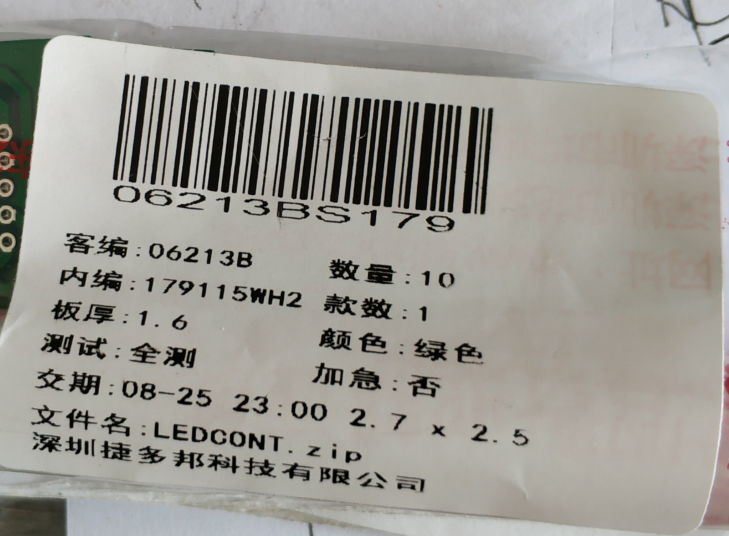 06213BS179
客编:06213B 数量:10
内编:179115WH2 款数:1
板厚:1.6 颜色:绿色
测试:全测 加急:否
交期:08-25 23:00 2.7 x 2.5
文件名:LEDCONT.zip
深圳捷多邦科技有限公司